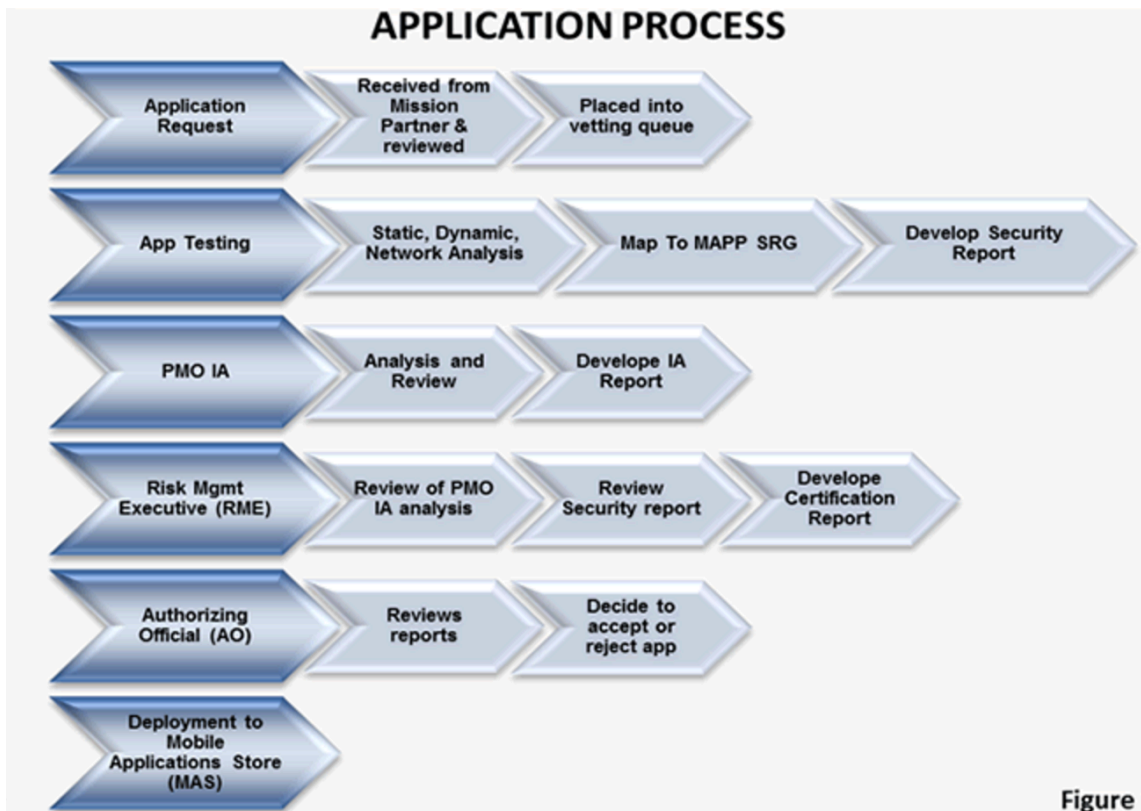 APPLICATION PROCESS
Application
Request
Received from
Mission
Partner &
reviewed
Placed into
vetting queue
App Testing
Static, Dynamic,
Network Analysis
Map To MAPP SRG
Develop Security
Report
PMO IA
Analysis and
Review
Develope IA
Report
Risk Mgmt
Executive (RME)
Review of PMO
IA analysis
Review
Security report
Develope
Certification
Report
Authorizing
Official (AO)
Reviews
reports
Decide to
accept or
reject app
Deployment to
Mobile
Applications Store
(MAS)
Figure